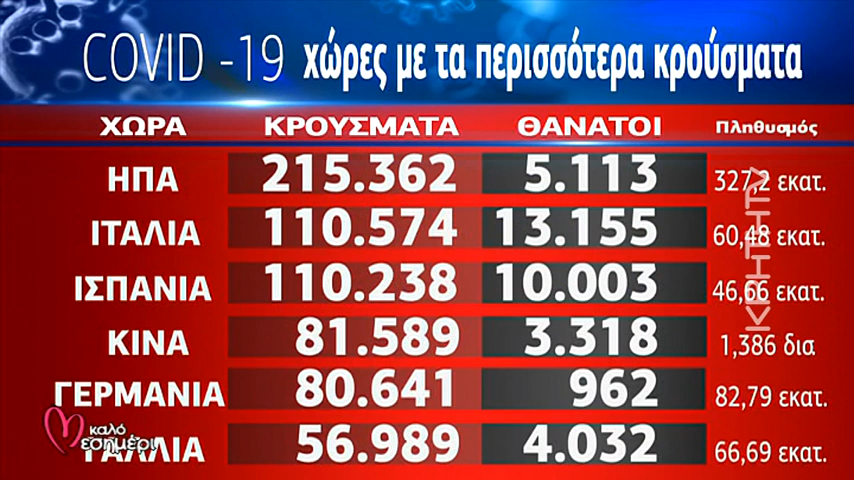 COVID -19 χώρες με τα περισσότερα κρούσματα
ΧΩΡΑ ΚΡΟΥΣΜΑΤΑ ΘΑΝΑΤΟΙ Πληθυσμός
ΗΠΑ 215.362 5.113 327,2 εκατ.
ΙΤΑΛΙΑ 110.574 13.155 60,48 εκατ.
ΙΣΠΑΝΙΑ 110.238 10.003 46,66 εκατ.
ΚΙΝΑ 81.589 3.318 1,386 δια
ΓΕΡΜΑΝΙΑ 80.641 962 82,79 εκατ.
ΓΑΛΛΙΑ 56.989 4.032 66,69 εκατ.
καλό
μεσημέρι
ΚΡΗΤΗTV